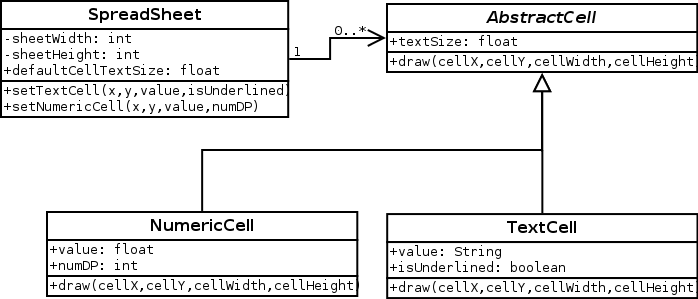 SpreadSheet
-sheetWidth: int
-sheetHeight: int
+defaultCellTextSize: float
+setTextCell(x,y,value,isUnderlined)
+setNumericCell(x,y,value,numDP)
1
0..*
AbstractCell
+textSize: float
+draw(cellX,cellY,cellWidth,cellHeight
NumericCell
+value: float
+numDP: int
+draw(cellX,cellY,cellWidth,cellHeight)
TextCell
+value: String
+isUnderlined: boolean
+draw(cellX,cellY,cellWidth,cellHeight)